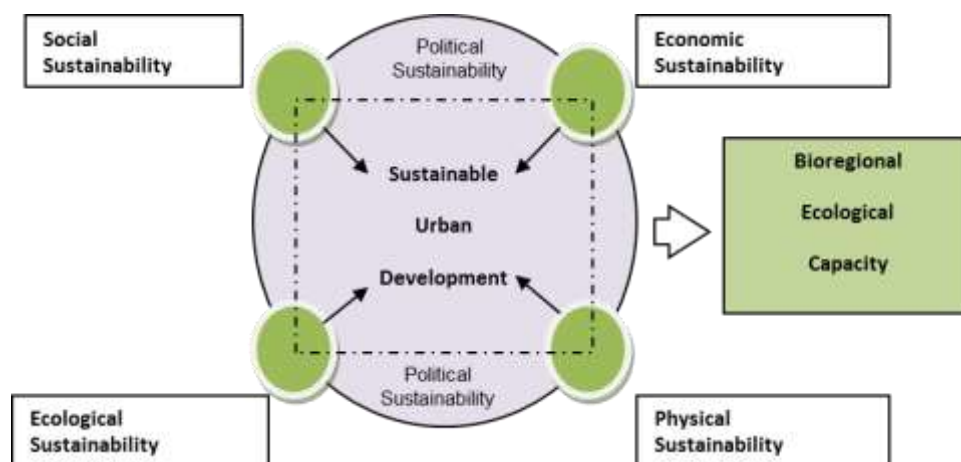 Social
Sustainability
Political
Sustainability
Economic
Sustainability
Sustainable
Urban
Development
Bioregional
Ecological
Capacity
Political
Sustainability
Ecological
Sustainability
Physical
Sustainability